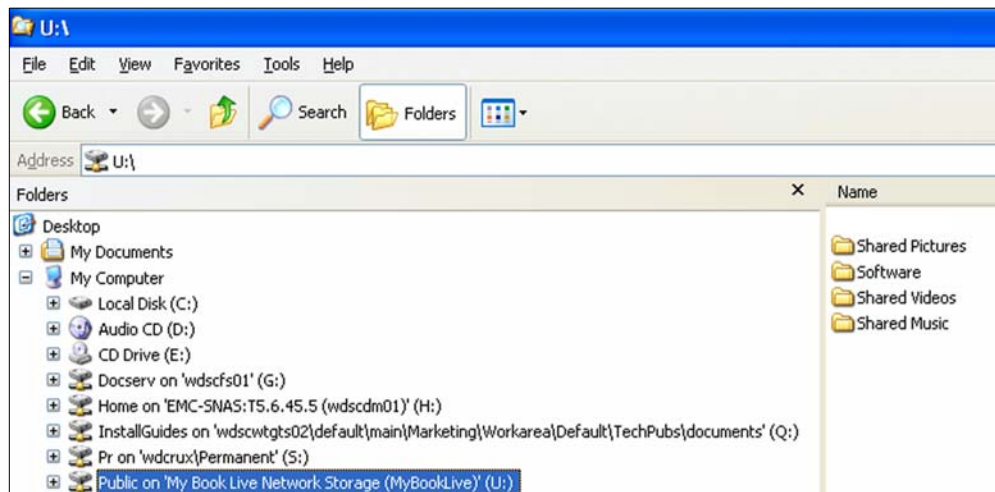 U:\
File Edit View Favorites Tools Help
Back Search Folders
Address U:\
Folders
Desktop
My Documents
My Computer
Local Disk (C:)
Audio CD (D:)
CD Drive (E:)
Docserv on 'wdscfs01' (G:)
Home on 'EMC-SNAS:T5.6.45.5 (wdscdm01)' (H:)
InstallGuides on 'wdscwtgts02\default\main\Marketing\Workarea\Default\TechPubs\documents' (Q:)
Pr on 'wdcrux\Permanent' (S:)
Public on 'My Book Live Network Storage (MyBookLive)' (U:)
Name
Shared Pictures
Software
Shared Videos
Shared Music